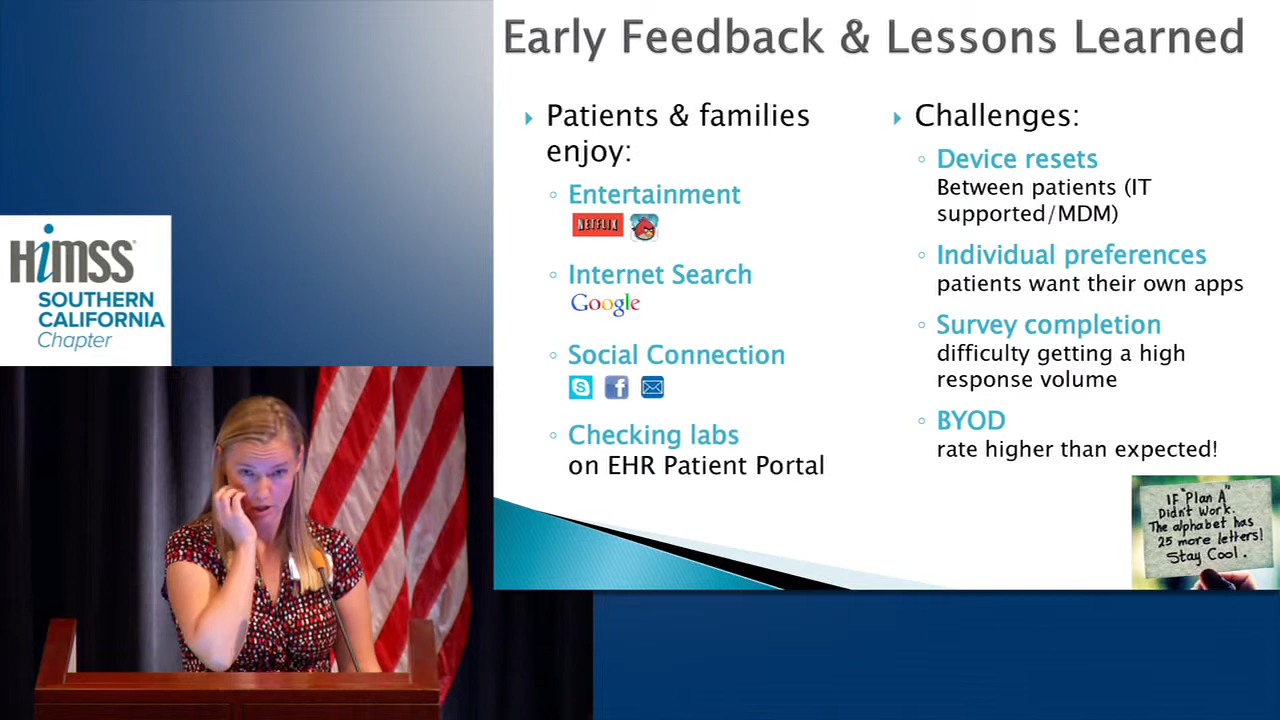 Early Feedback & Lessons Learned
Patients & families
enjoy:
Entertainment
NETFLIX
Internet Search
Google
Social Connection
Checking labs
on EHR Patient Portal
Challenges:
Device resets
Between patients (IT
supported/MDM)
Individual preferences
patients want their own apps
Survey completion
difficulty getting a high
response volume
BYOD
rate higher than expected!
IF "Plan A"
Didn't Work.
The alphabet has
25 more letters!
Stay Cool.
HiMSS
SOUTHERN
CALIFORNIA
Chapter